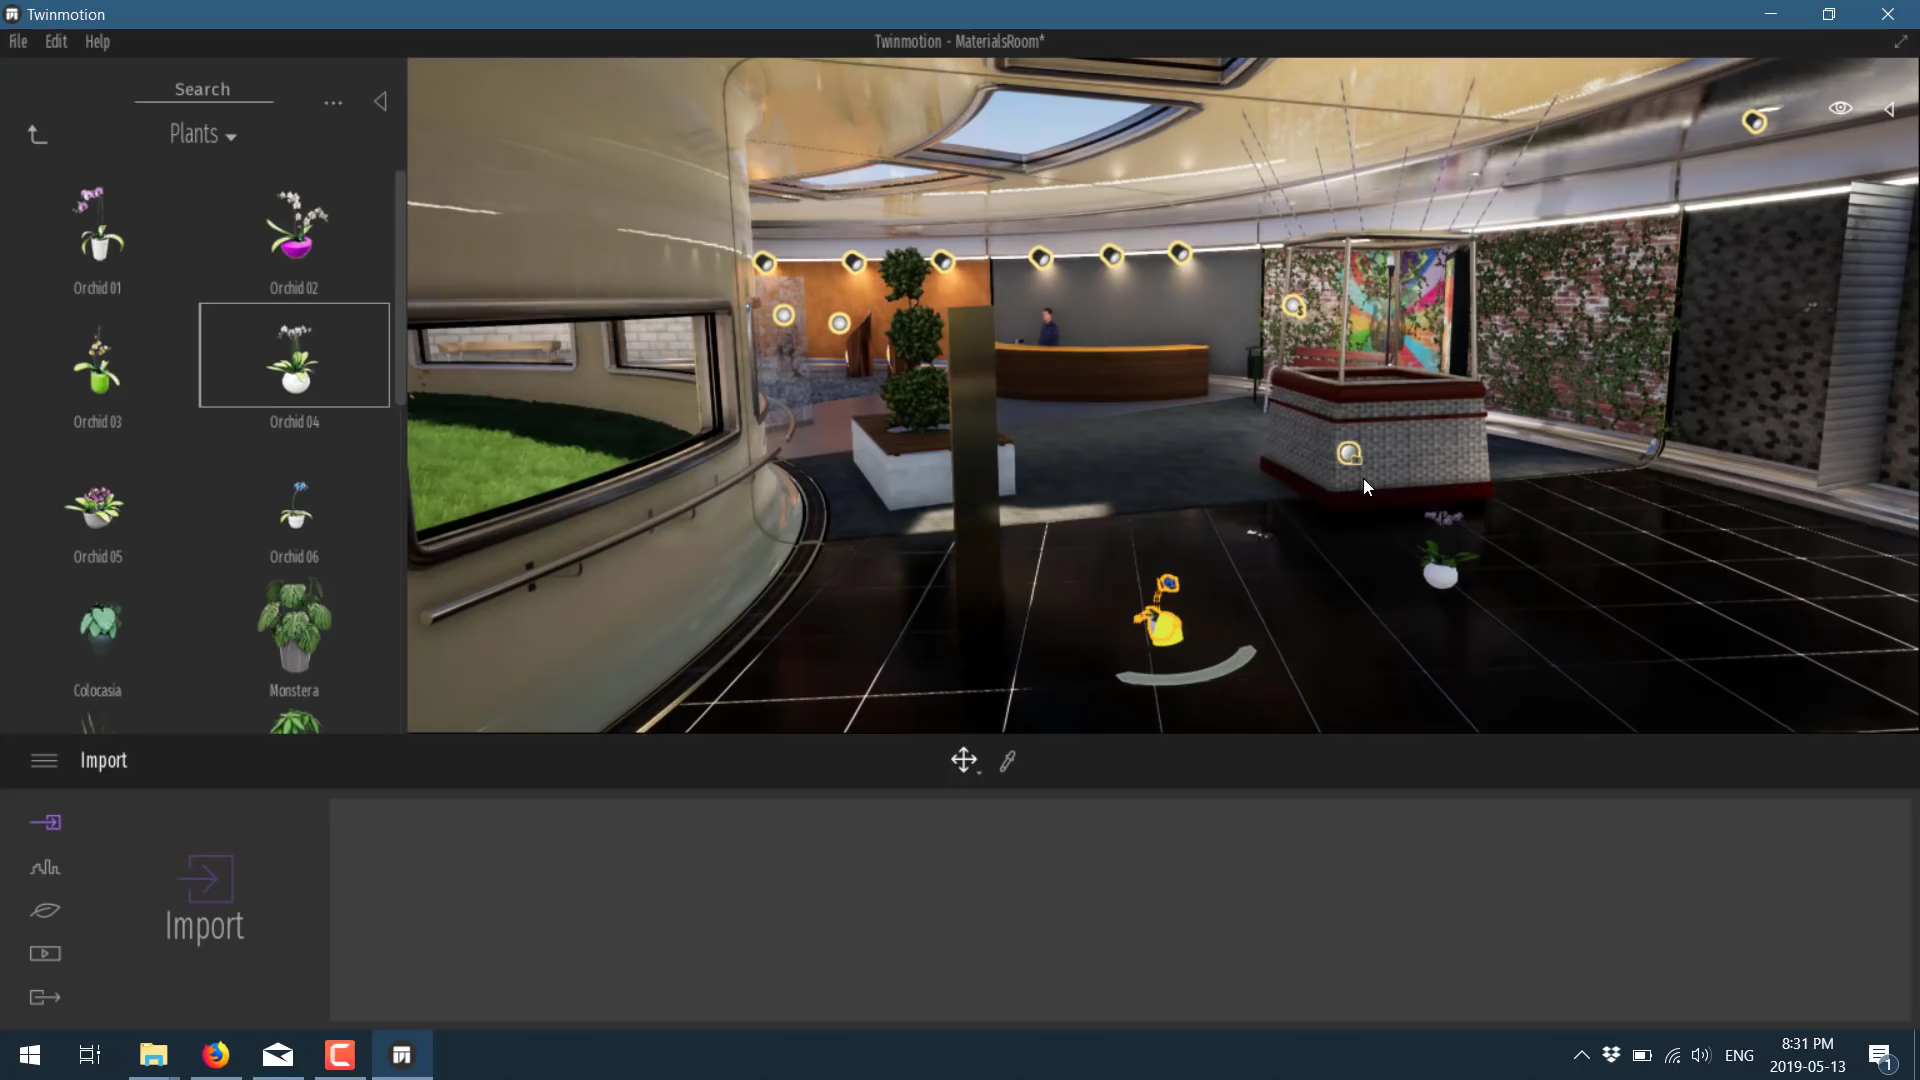 Twinmotion
File Edit Help
Twinmotion - MaterialsRoom*
Search
...
Plants
Orchid 01
Orchid 02
Orchid 03
Orchid 04
Orchid 05
Orchid 06
Colocasia
Monstera
Import
Import
ENG
8:31 PM
2019-05-13
1